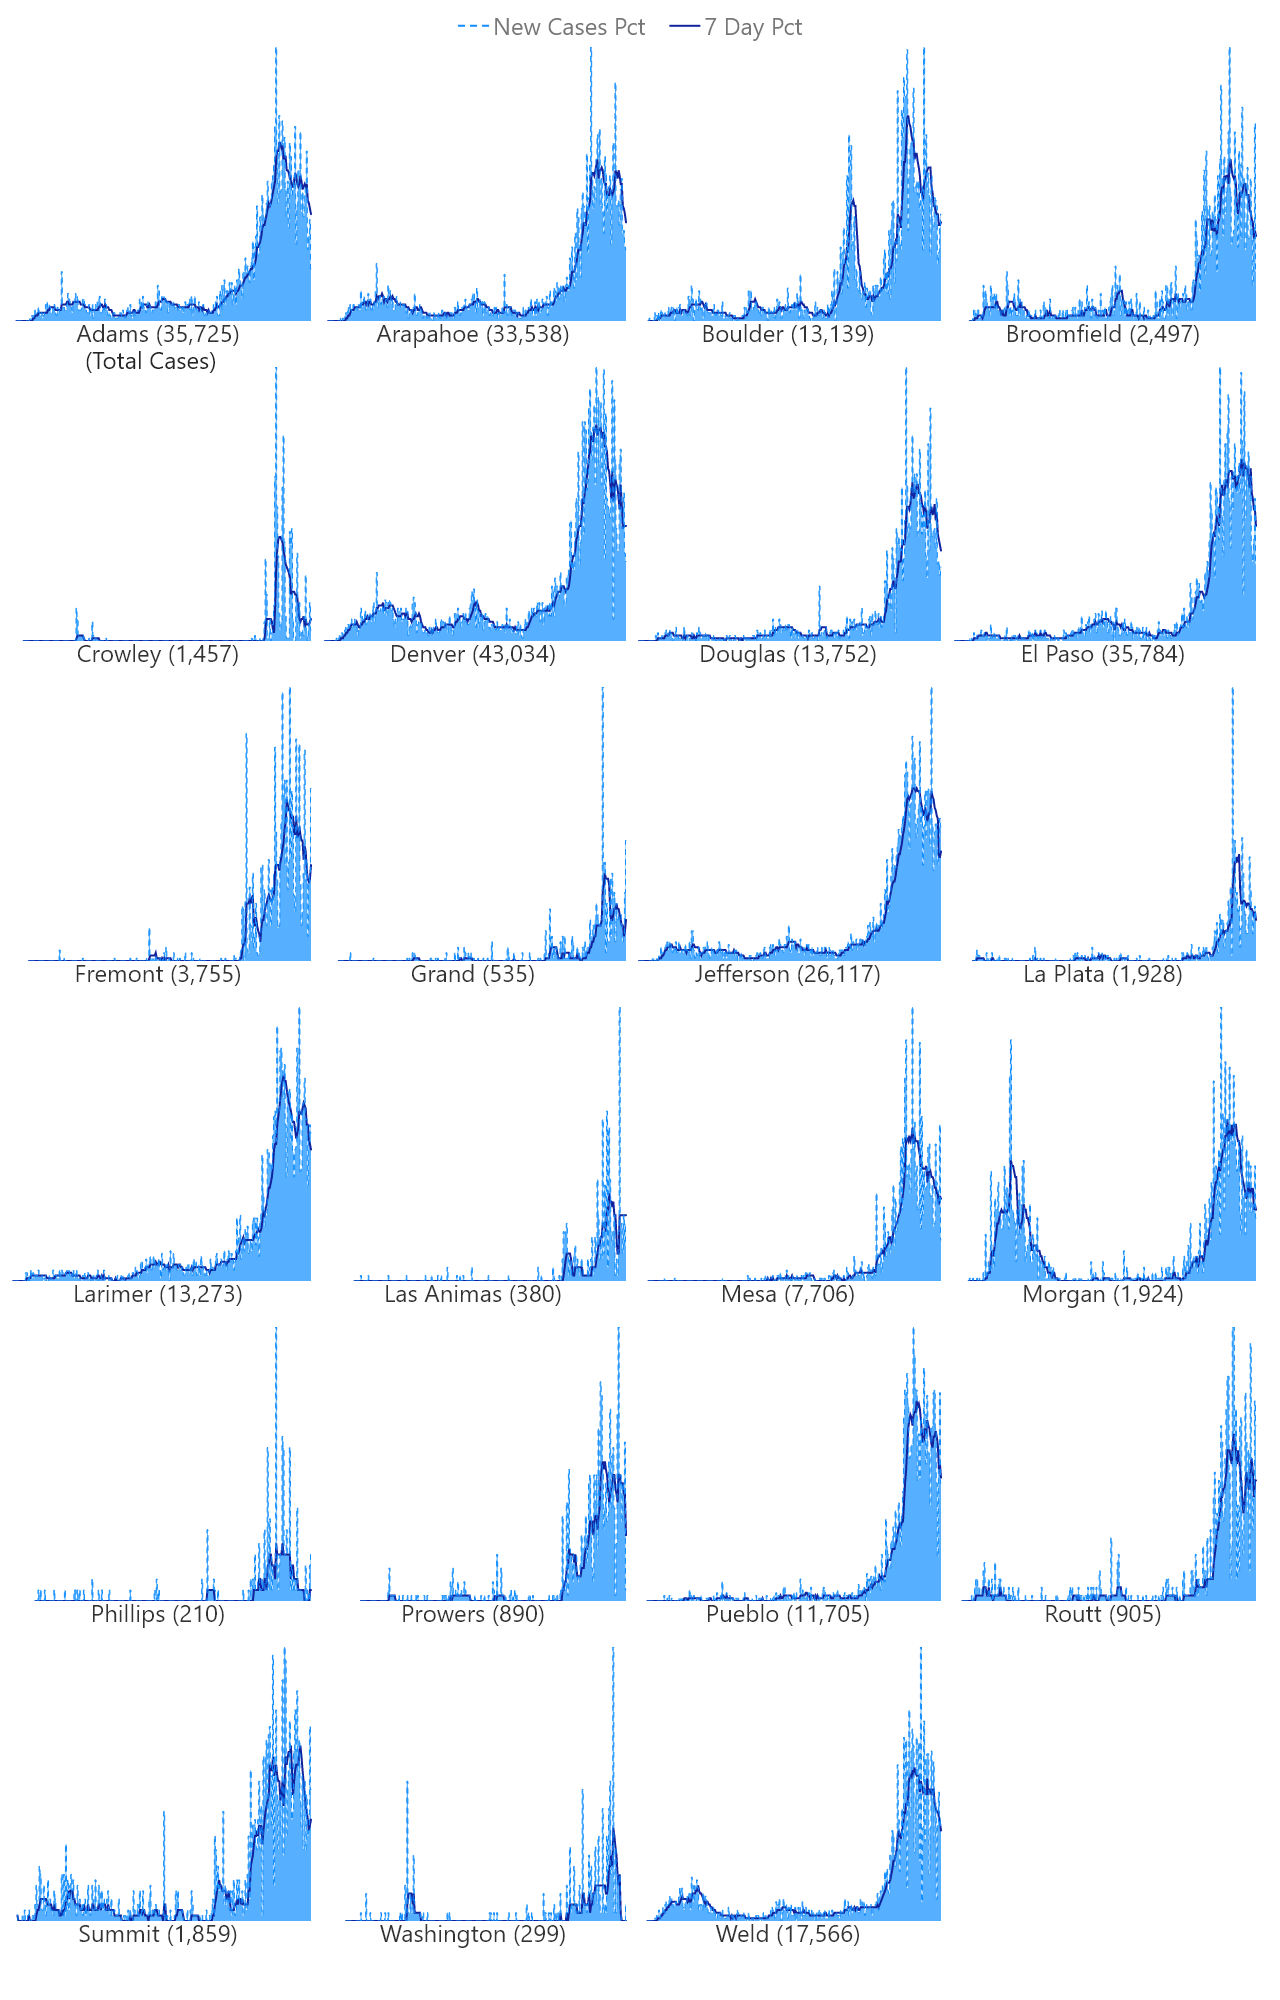 New Cases Pct 7 Day Pct
Adams (35,725) Arapahoe (33,538) Boulder (13,139) Broomfield (2,497)
(Total Cases)
Crowley (1,457) Denver (43,034) Douglas (13,752) El Paso (35,784)
Fremont (3,755) Grand (535) Jefferson (26,117) La Plata (1,928)
Larimer (13,273) Las Animas (380) Mesa (7,706) Morgan (1,924)
Phillips (210) Prowers (890) Pueblo (11,705) Routt (905)
Summit (1,859) Washington (299) Weld (17,566)